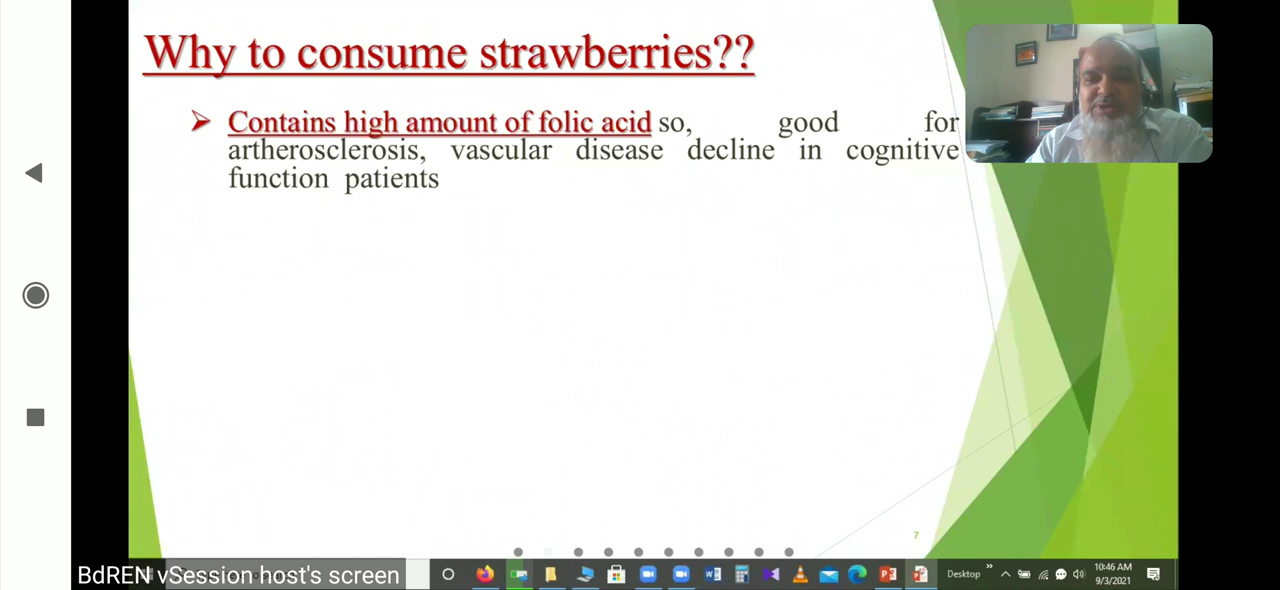 Why to consume strawberries??
➢ Contains high amount of folic acid so, good for
artherosclerosis, vascular disease decline in cognitive
function patients
7
BdREN vSession host's screen
Desktop
10:46 AM
9/3/2021